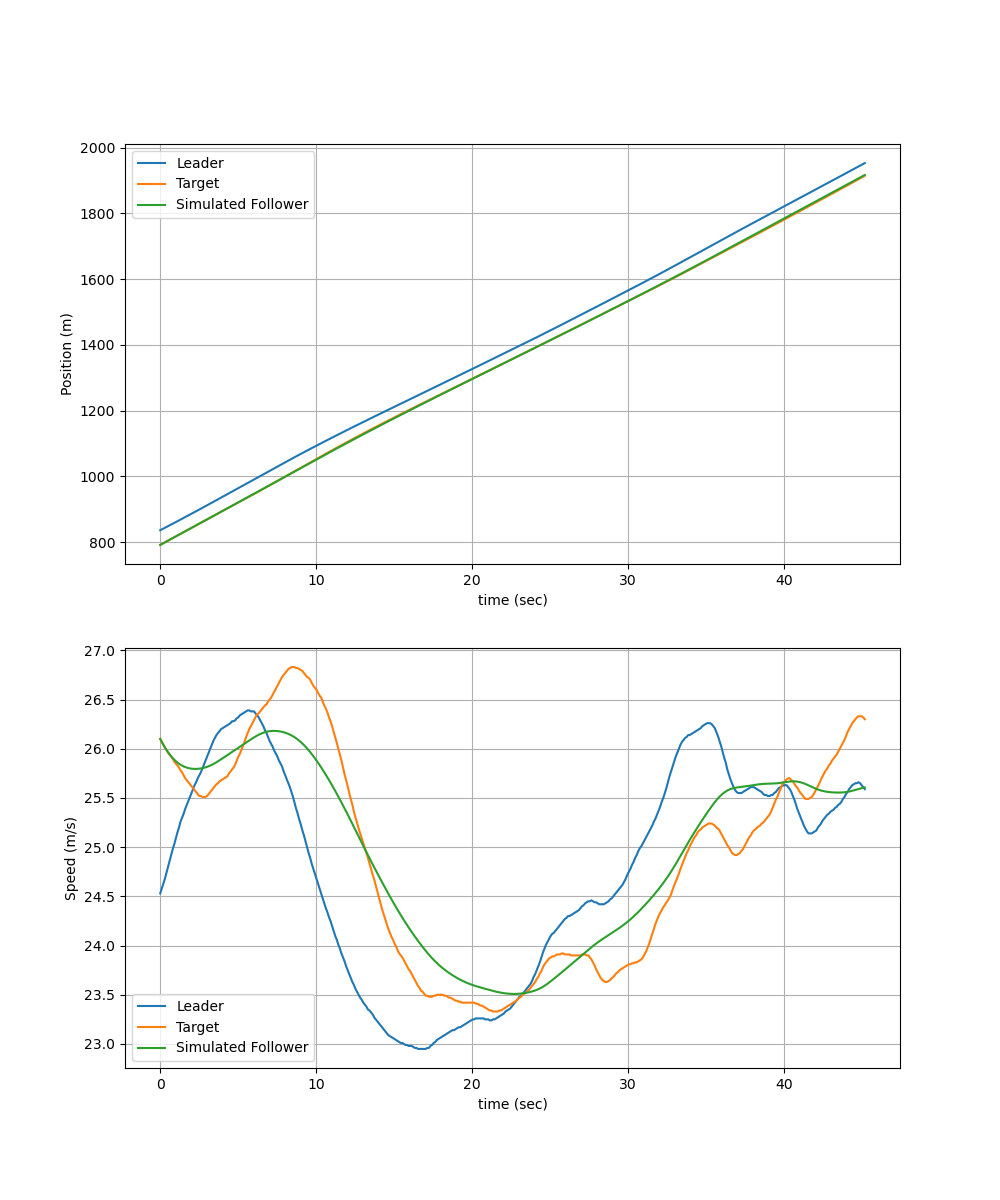 2000
1800
1600
1400
1200
1000
800
Position (m)
Leader
Target
Simulated Follower
0 10 20 30 40
time (sec)
27.0
26.5
26.0
25.5
25.0
24.5
24.0
23.5
23.0
Speed (m/s)
Leader
Target
Simulated Follower
0 10 20 30 40
time (sec)